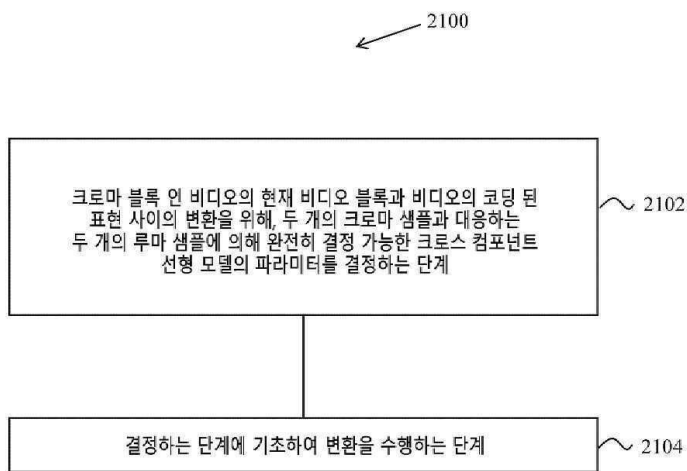 2100
크로마 블록 인 비디오의 현재 비디오 블록과 비디오의 코딩 된
표현 사이의 변환을 위해, 두 개의 크로마 샘플과 대응하는
두 개의 루마 샘플에 의해 완전히 결정 가능한 크로스 컴포넌트
선형 모델의 파라미터를 결정하는 단계
2102
결정하는 단계에 기초하여 변환을 수행하는 단계
2104